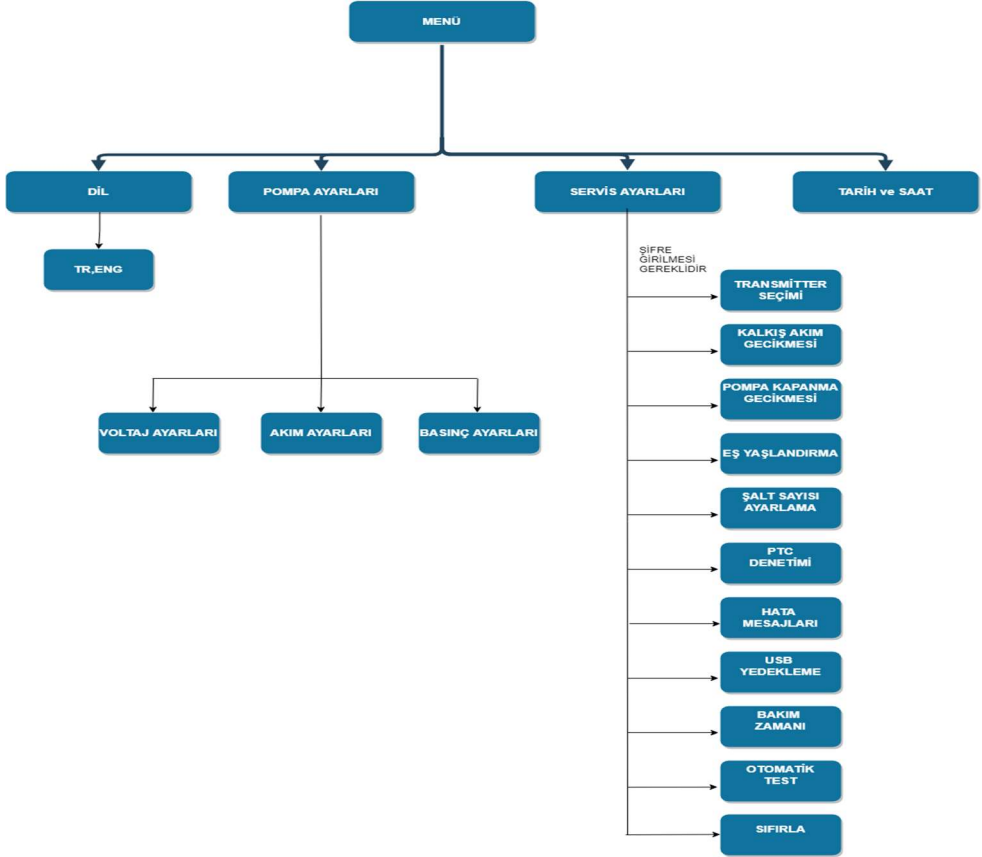 MENÜ
DİL
POMPA AYARLARI
SERVİS AYARLARI
TARİH ve SAAT
TR,ENG
ŞİFRE
GİRİLMESİ
GEREKLİDİR
TRANSMİTTER
SEÇİMİ
KALKIŞ AKIM
GECİKMESİ
POMPA KAPANMA
GECİKMESİ
VOLTAJ AYARLARI
AKIM AYARLARI
BASINÇ AYARLARI
EŞ YAŞLANDIRMA
ŞALT SAYISI
AYARLAMA
PTC
DENETİMİ
HATA
MESAJLARI
USB
YEDEKLEME
BAKIM
ZAMANI
OTOMATİK
TEST
SIFIRLA